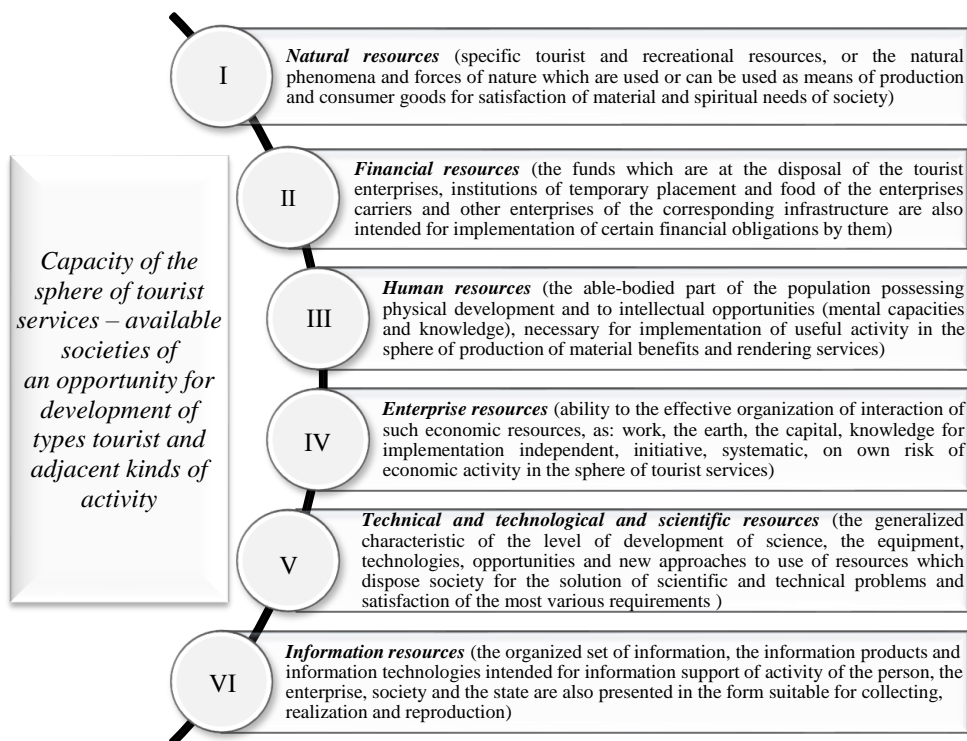 I
Natural resources (specific tourist and recreational resources, or the natural
phenomena and forces of nature which are used or can be used as means of production
and consumer goods for satisfaction of material and spiritual needs of society)
II
Financial resources (the funds which are at the disposal of the tourist
enterprises, institutions of temporary placement and food of the enterprises
carriers and other enterprises of the corresponding infrastructure are also
intended for implementation of certain financial obligations by them)
Capacity of the
sphere of tourist
services – available
societies of
an opportunity for
development of
types tourist and
adjacent kinds of
activity
III
Human resources (the able-bodied part of the population possessing
physical development and to intellectual opportunities (mental capacities
and knowledge), necessary for implementation of useful activity in the
sphere of production of material benefits and rendering services)
IV
Enterprise resources (ability to the effective organization of interaction of
such economic resources, as: work, the earth, the capital, knowledge for
implementation independent, initiative, systematic, on own risk of
economic activity in the sphere of tourist services)
V
Technical and technological and scientific resources (the generalized
characteristic of the level of development of science, the equipment,
technologies, opportunities and new approaches to use of resources which
dispose society for the solution of scientific and technical problems and
satisfaction of the most various requirements )
VI
Information resources (the organized set of information, the information products and
information technologies intended for information support of activity of the person, the
enterprise, society and the state are also presented in the form suitable for collecting,
realization and reproduction)